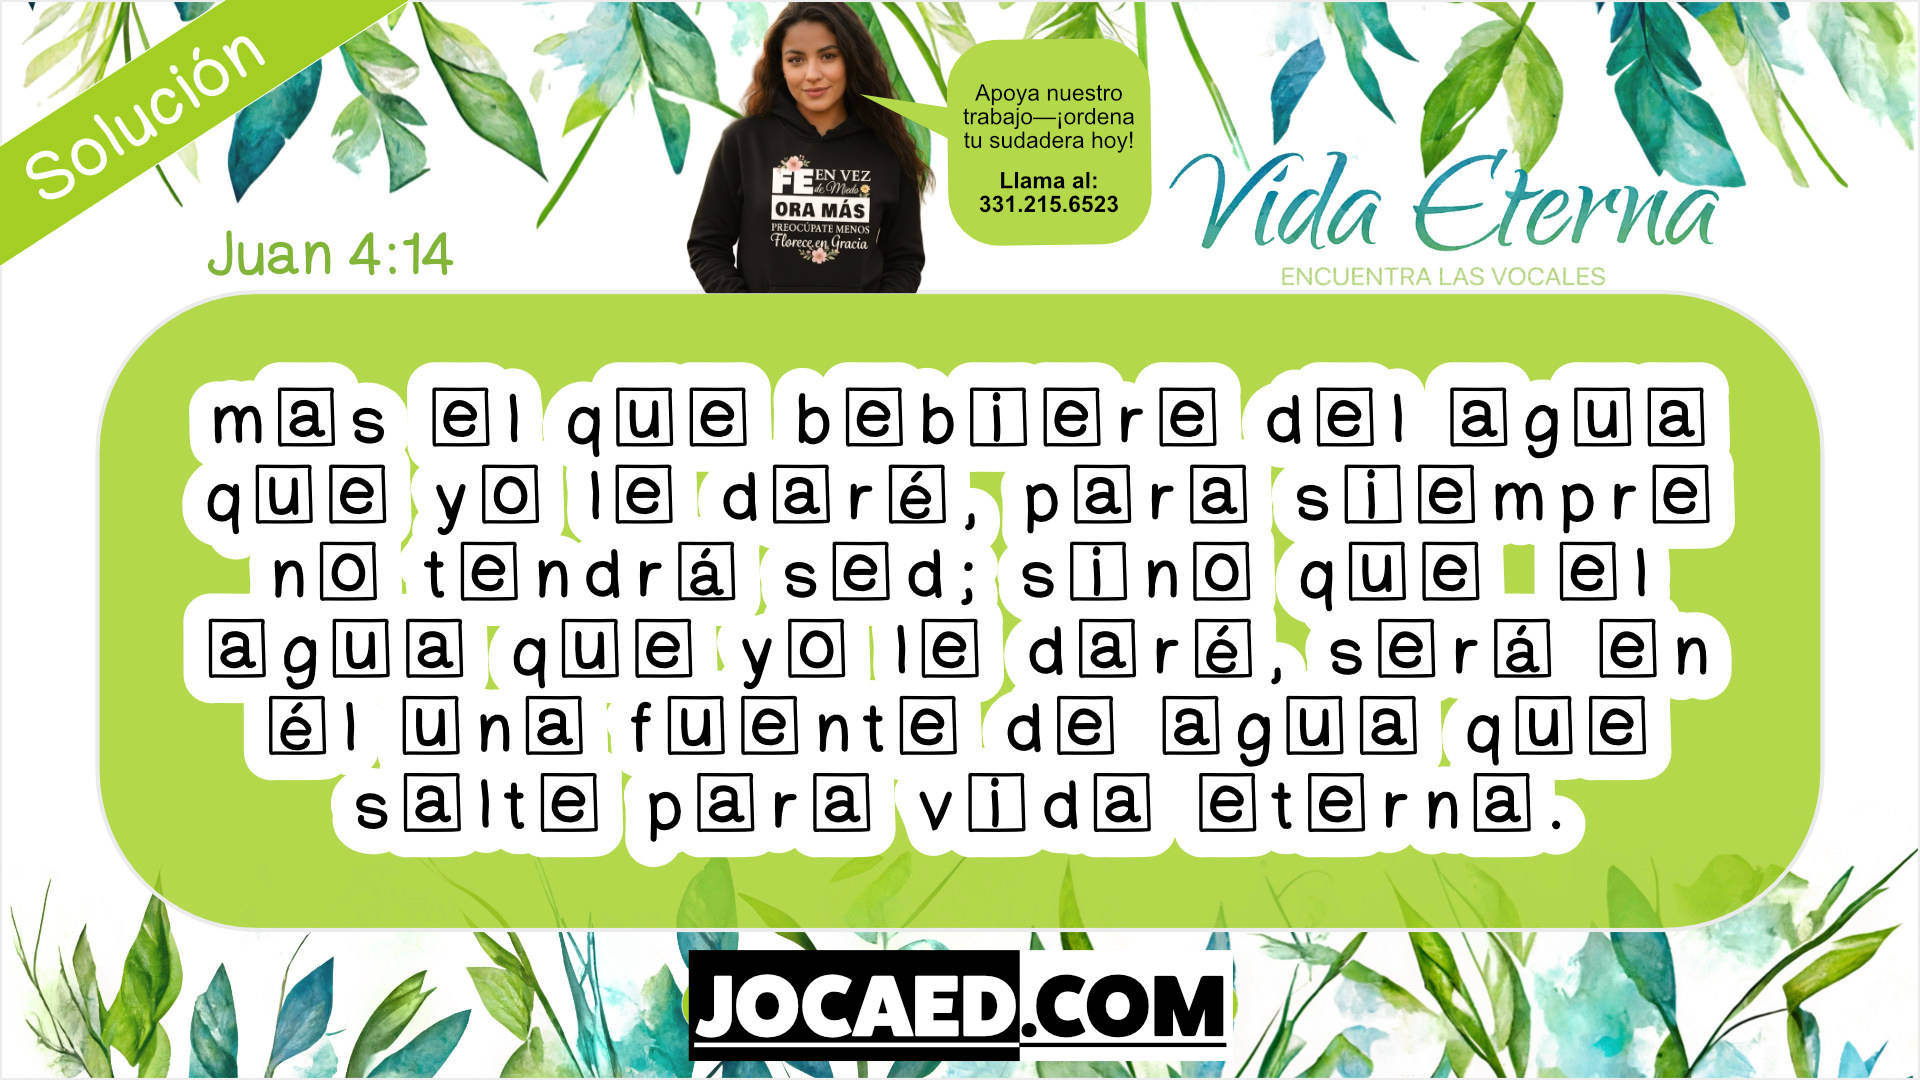 Solución
Juan 4:14
FE EN VEZ
de Miedo
ORA MÁS
PREOCÚPATE MENOS
Florece en Gracia
Apoya nuestro
trabajo—¡ordena
tu sudadera hoy!
Llama al:
331.215.6523
Vida Eterna
ENCUENTRA LAS VOCALES
mas el que bebiere del agua
que yo le daré, para siempre
no tendrá sed; sino que el
agua que yo le daré, será en
él una fuente de agua que
salte para vida eterna.
JOCAED.COM